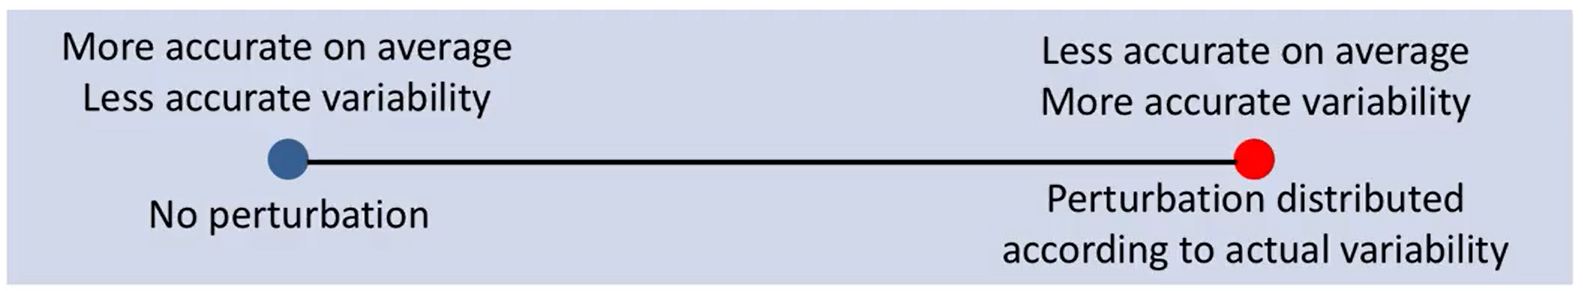 More accurate on average
Less accurate variability
No perturbation
Less accurate on average
More accurate variability
Perturbation distributed
according to actual variability